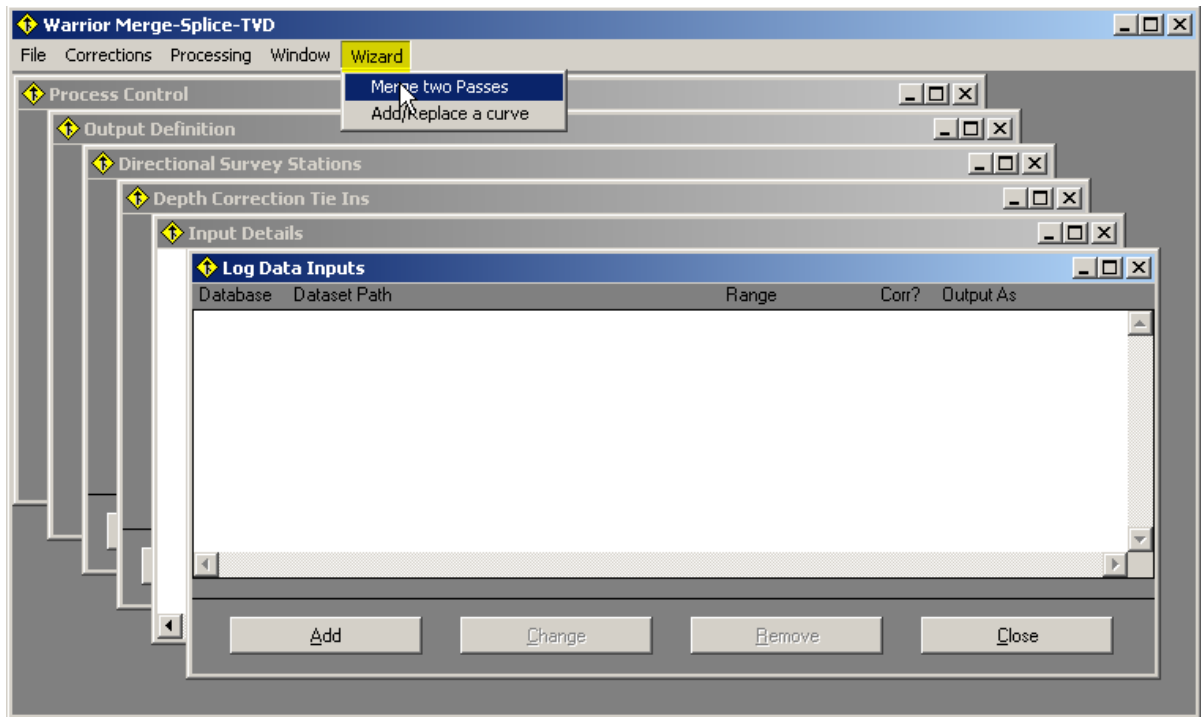 Warrior Merge-Splice-TVD
File Corrections Processing Window Wizard
Merge two Passes
Add/Replace a curve
Process Control
Output Definition
Directional Survey Stations
Depth Correction Tie Ins
Input Details
Log Data Inputs
Database Dataset Path Range Corr? Output As
Add Change Remove Close